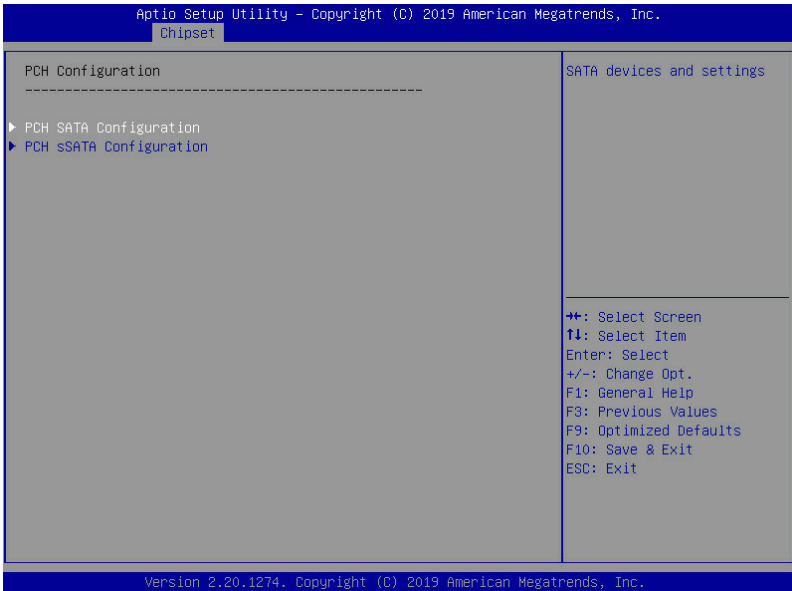 Aptio Setup Utility – Copyright (C) 2019 American Megatrends, Inc.
Chipset
PCH Configuration
--------------------------------------------------
PCH SATA Configuration
PCH sSATA Configuration
SATA devices and settings
→←: Select Screen
↑↓: Select Item
Enter: Select
+/-: Change Opt.
F1: General Help
F3: Previous Values
F9: Optimized Defaults
F10: Save & Exit
ESC: Exit
Version 2.20.1274. Copyright (C) 2019 American Megatrends, Inc.